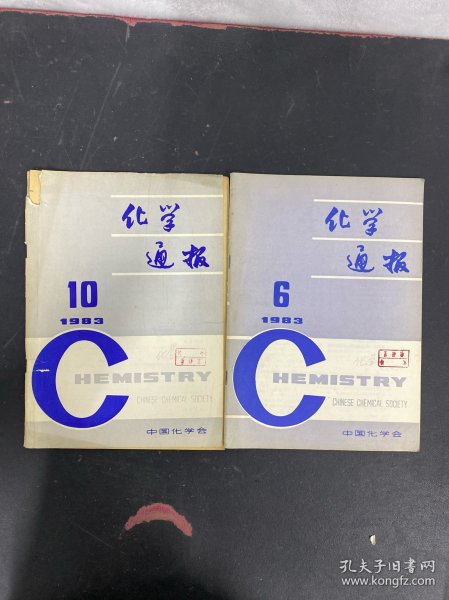 化学
通报
10
1983
CHEMISTRY
CHINESE CHEMICAL SOCIETY
中国化学会
化学
通报
6
1983
CHEMISTRY
CHINESE CHEMICAL SOCIETY
中国化学会
孔夫子旧书网
www.kongfz.com